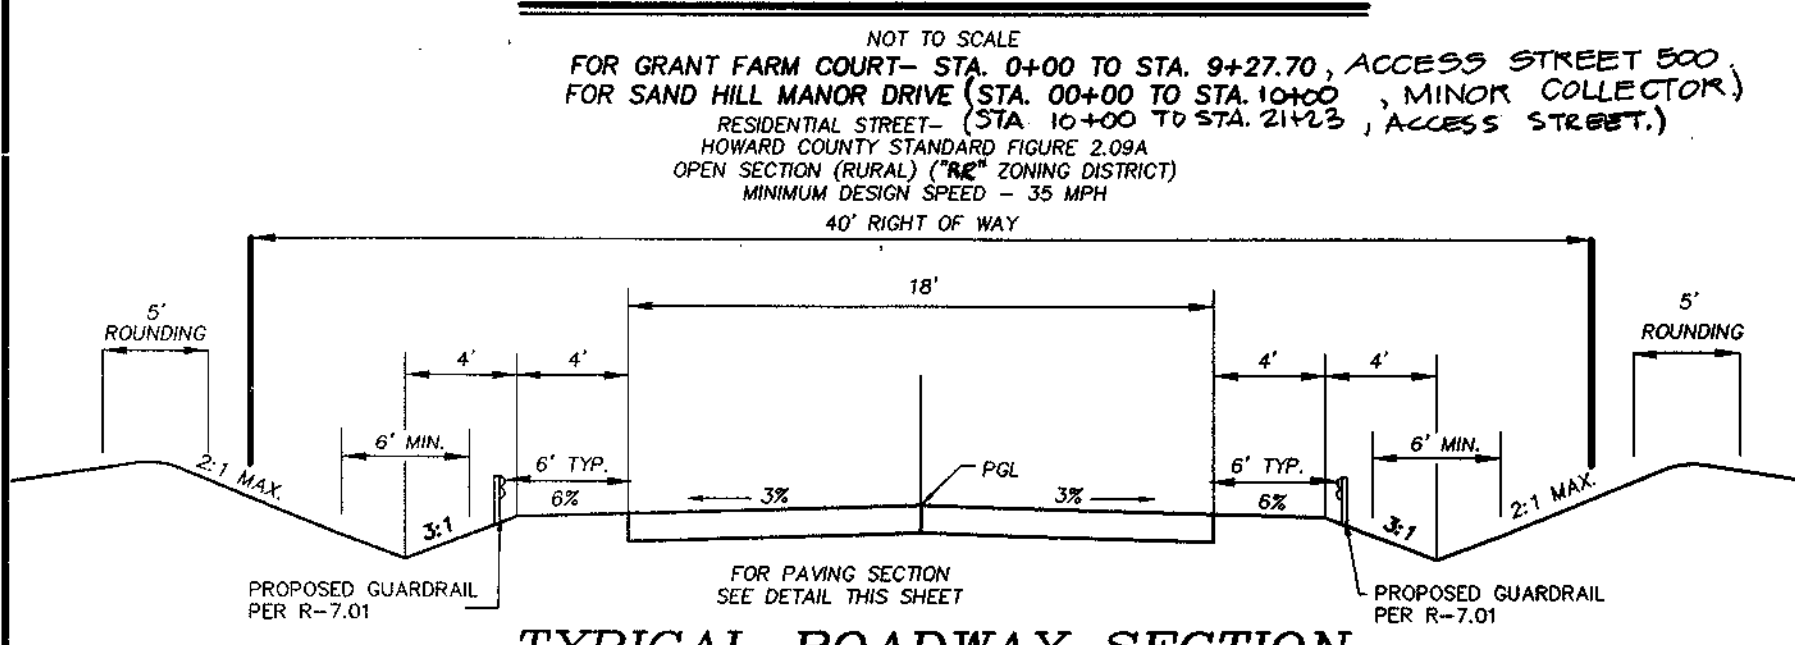 NOT TO SCALE
FOR GRANT FARM COURT– STA. 0+00 TO STA. 9+27.70, ACCESS STREET 500.
FOR SAND HILL MANOR DRIVE (STA. 00+00 TO STA. 10+00 , MINOR COLLECTOR)
RESIDENTIAL STREET– (STA 10+00 TO STA. 21+23 , ACCESS STREET.)
HOWARD COUNTY STANDARD FIGURE 2.09A
OPEN SECTION (RURAL) ("RR" ZONING DISTRICT)
MINIMUM DESIGN SPEED – 35 MPH
40' RIGHT OF WAY
18'
5' 5'
ROUNDING ROUNDING
4' 4' 4' 4'
6' MIN. 6' MIN.
6' TYP. PGL 6' TYP.
2:1 MAX. 6% 3% 3% 6% 2:1 MAX.
3:1 3:1
FOR PAVING SECTION
SEE DETAIL THIS SHEET
PROPOSED GUARDRAIL PROPOSED GUARDRAIL
PER R–7.01 PER R–7.01
TYPICAL ROADWAY SECTION